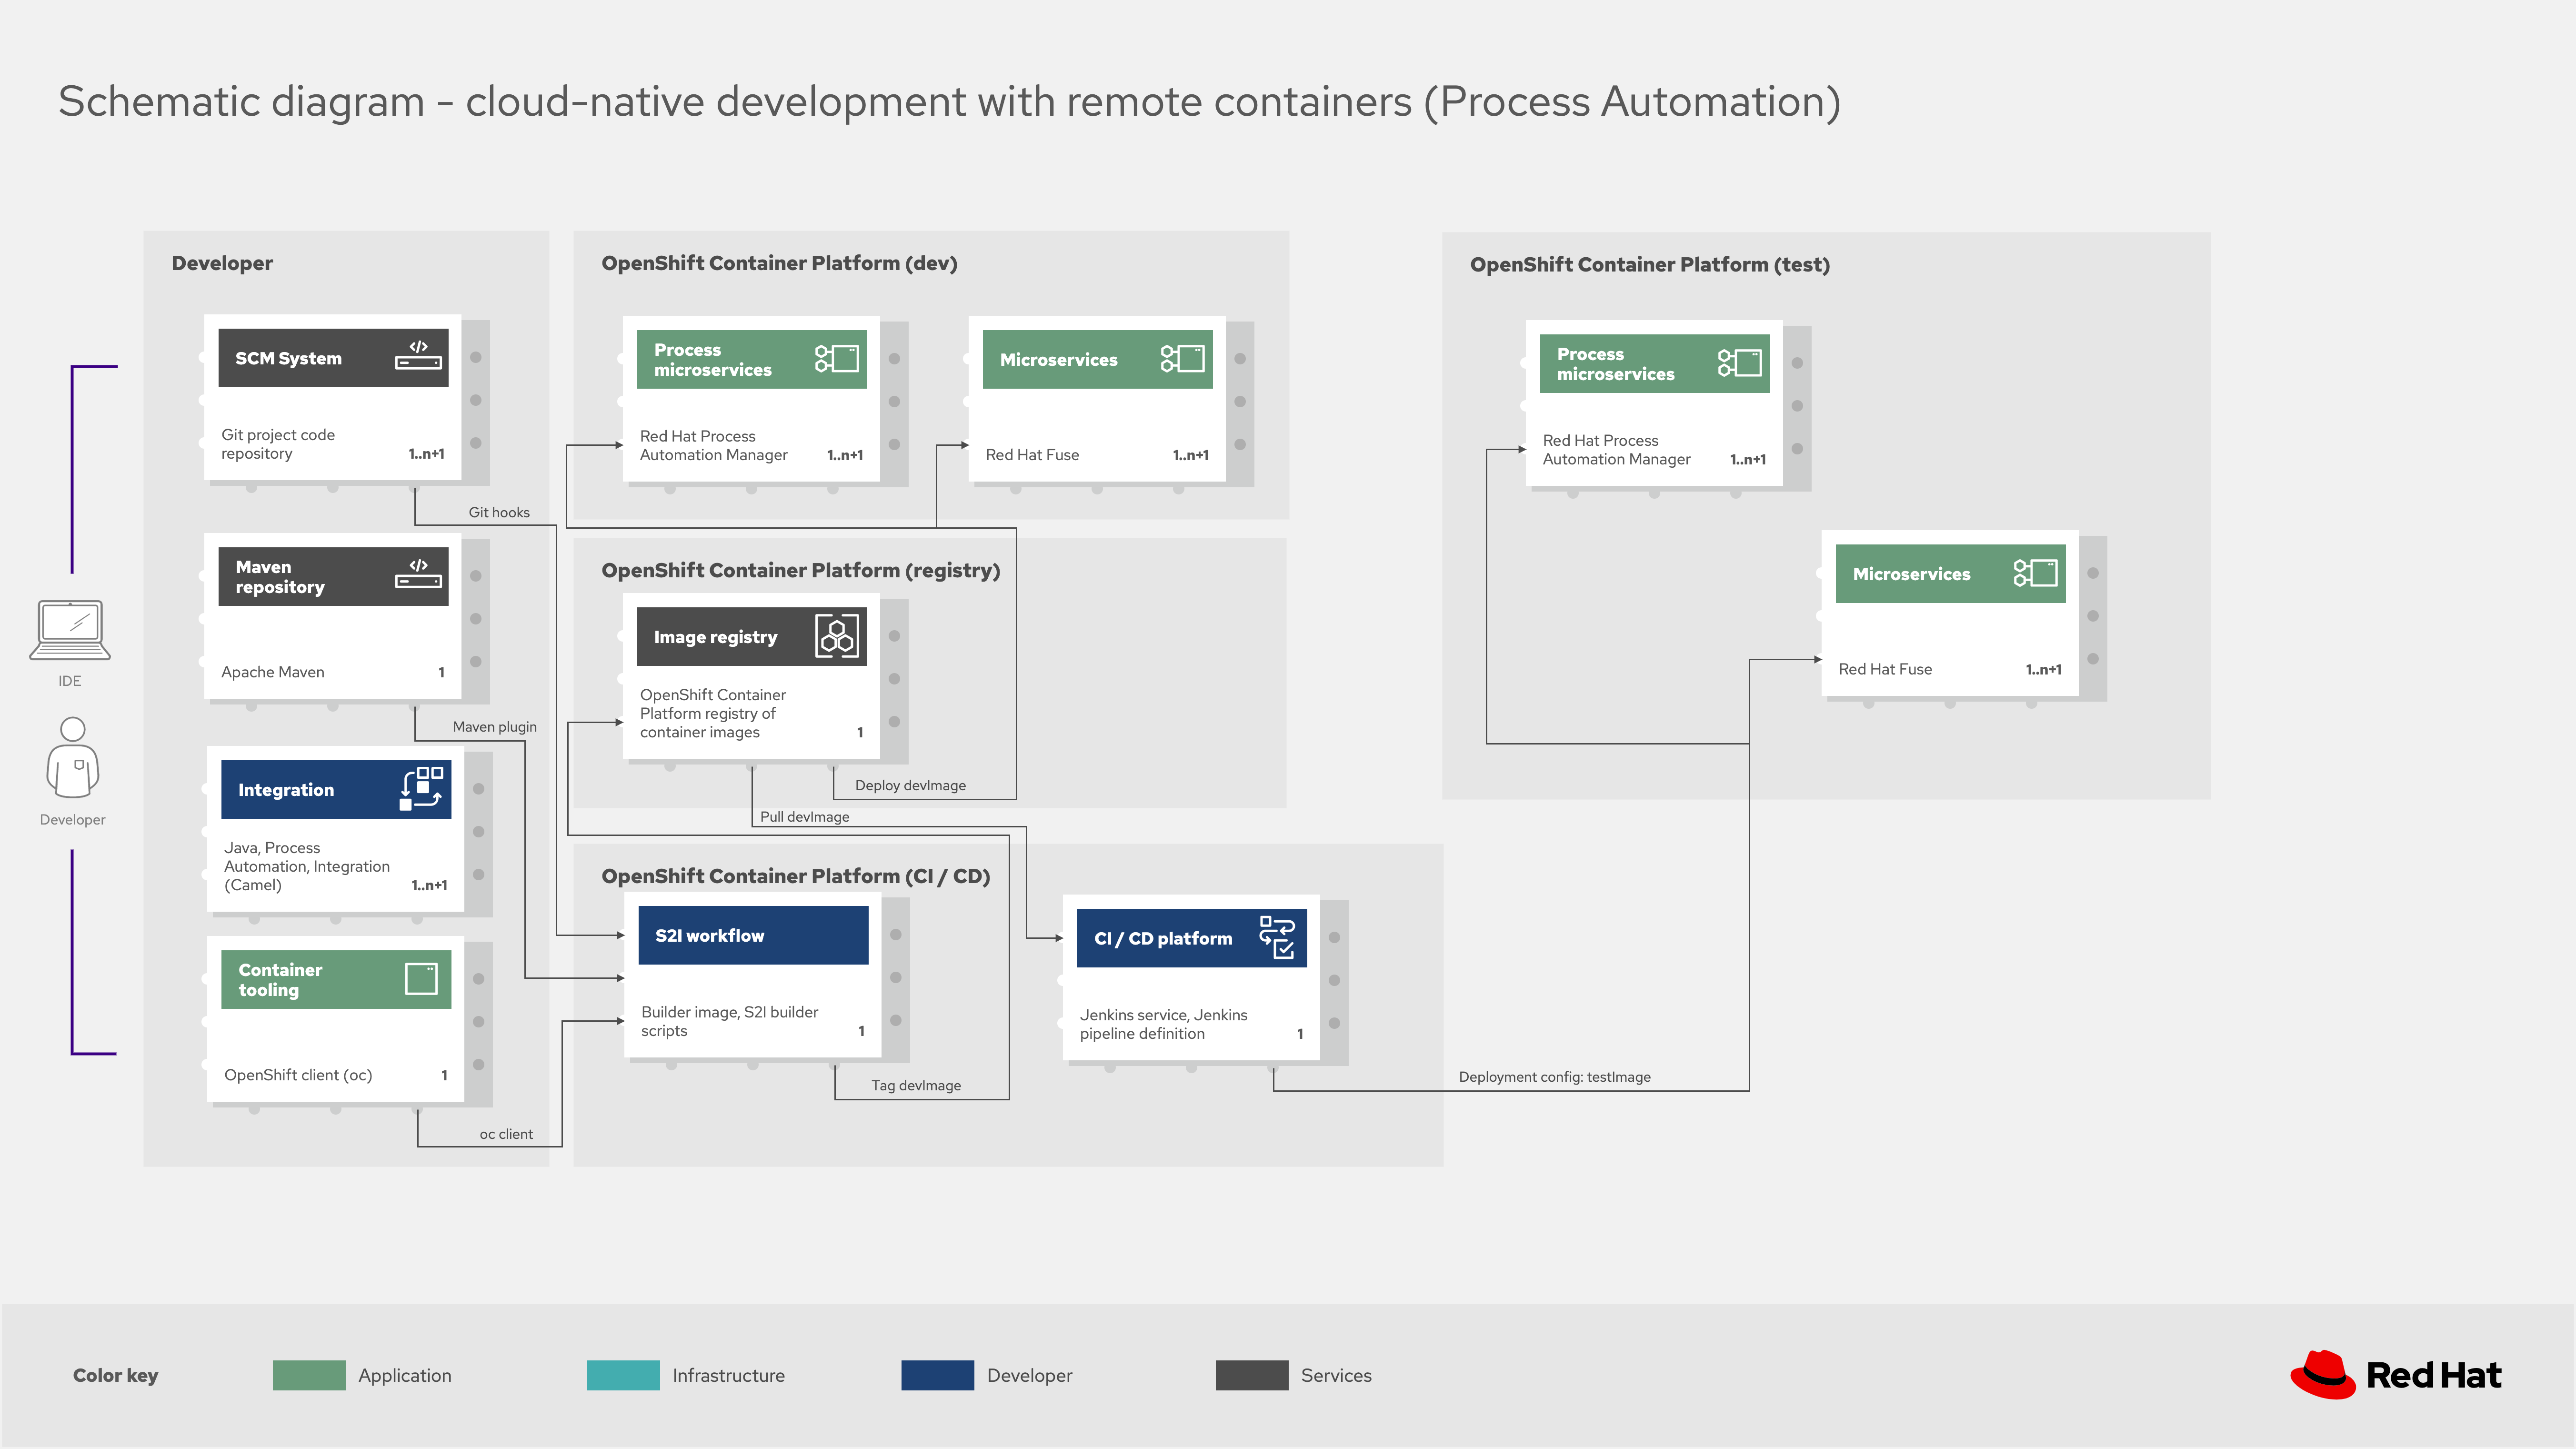 Schematic diagram - cloud-native development with remote containers (Process Automation)
Developer
SCM System
Git project code
repository
1..n+1
Git hooks
Maven
repository
Apache Maven
1
Maven plugin
Integration
Java, Process
Automation, Integration
(Camel)
1..n+1
Container
tooling
OpenShift client (oc)
1
oc client
IDE
Developer
OpenShift Container Platform (dev)
Process
microservices
Red Hat Process
Automation Manager
1..n+1
Microservices
Red Hat Fuse
1..n+1
OpenShift Container Platform (registry)
Image registry
OpenShift Container
Platform registry of
container images
1
Deploy devImage
Pull devImage
OpenShift Container Platform (CI / CD)
S2I workflow
Builder image, S2I builder
scripts
1
Tag devImage
CI / CD platform
Jenkins service, Jenkins
pipeline definition
1
Deployment config: testImage
OpenShift Container Platform (test)
Process
microservices
Red Hat Process
Automation Manager
1..n+1
Microservices
Red Hat Fuse
1..n+1
Color key
Application
Infrastructure
Developer
Services
Red Hat